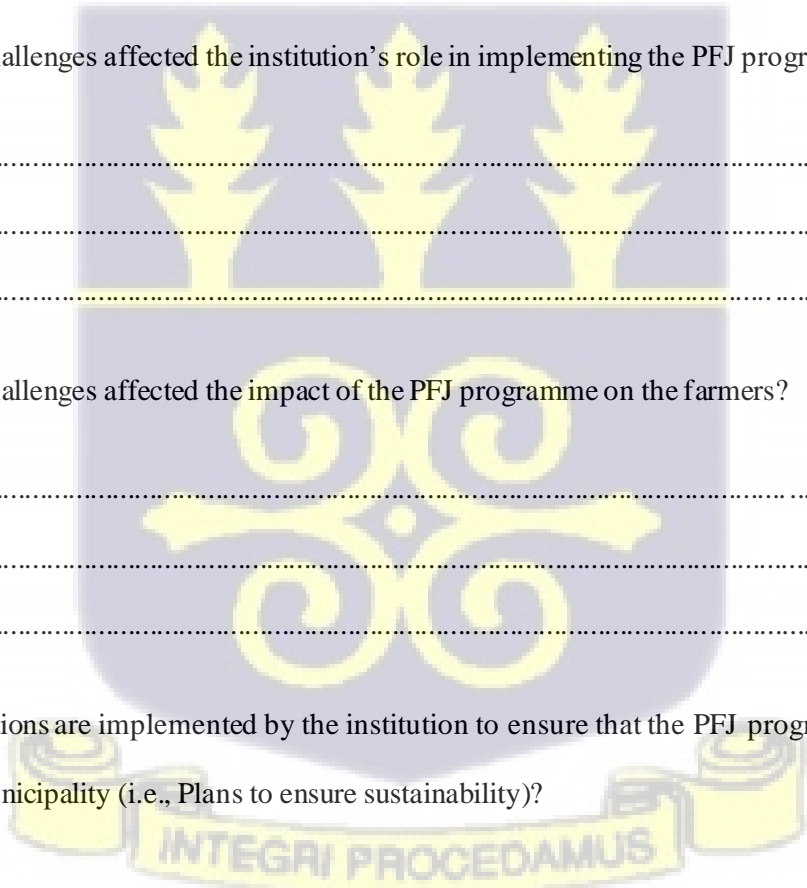 allenges affected the institution's role in implementing the PFJ progr
............................................................................................................................
............................................................................................................................
............................................................................................................................
allenges affected the impact of the PFJ programme on the farmers?
............................................................................................................................
............................................................................................................................
............................................................................................................................
ions are implemented by the institution to ensure that the PFJ progr
nicipality (i.e., Plans to ensure sustainability)?
INTEGRI PROCEDAMUS